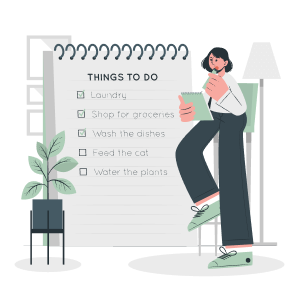 THINGS TO DO
Laundry
Shop for groceries
Wash the dishes
Feed the cat
Water the plants